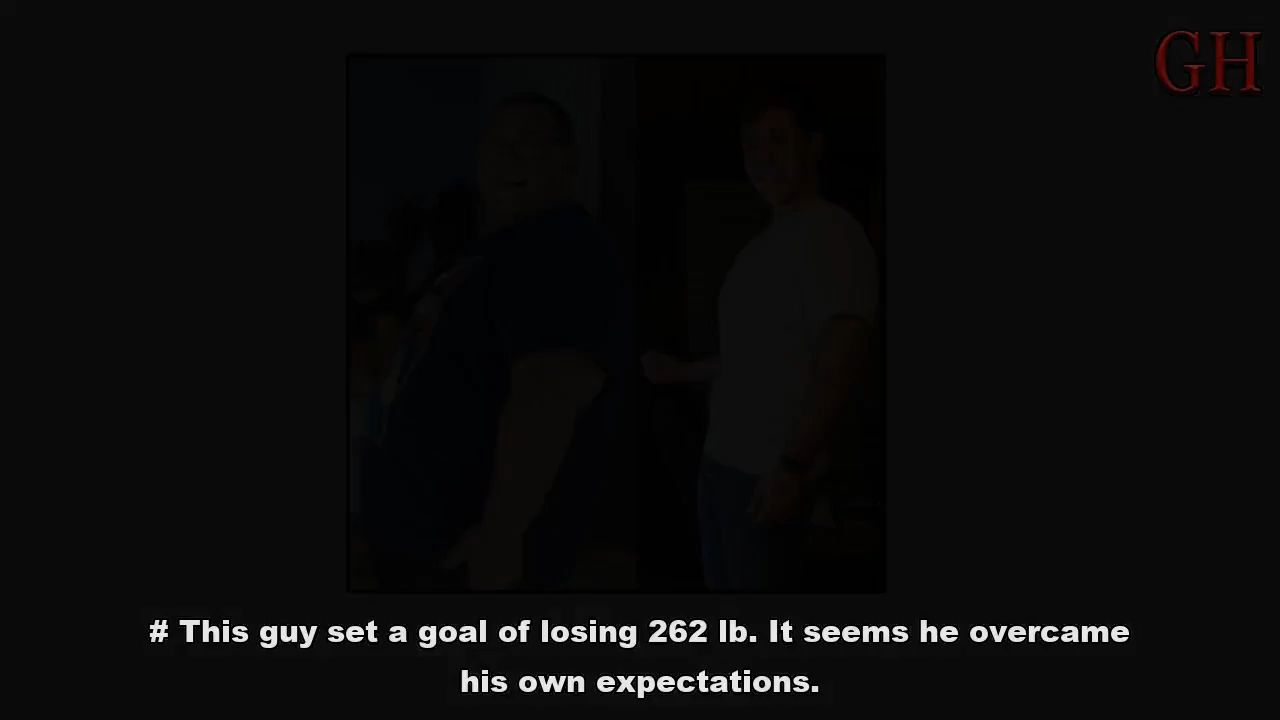 GH
# This guy set a goal of losing 262 lb. It seems he overcame
his own expectations.